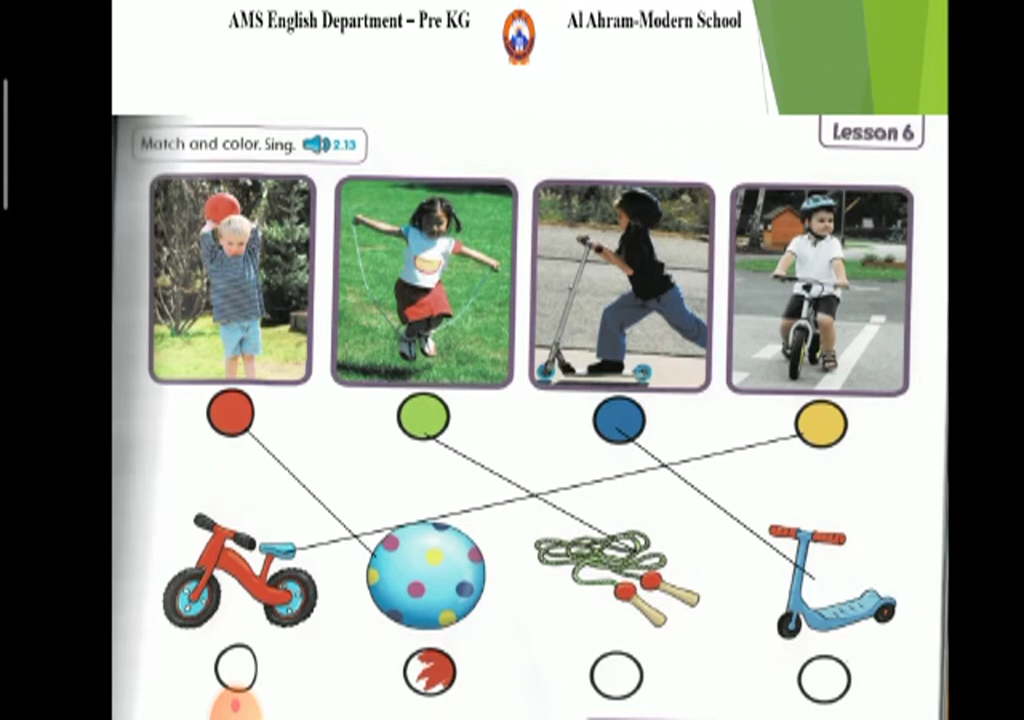 AMS English Department – Pre KG
Al Ahram-Modern School
Match and color. Sing. 2.13
Lesson 6